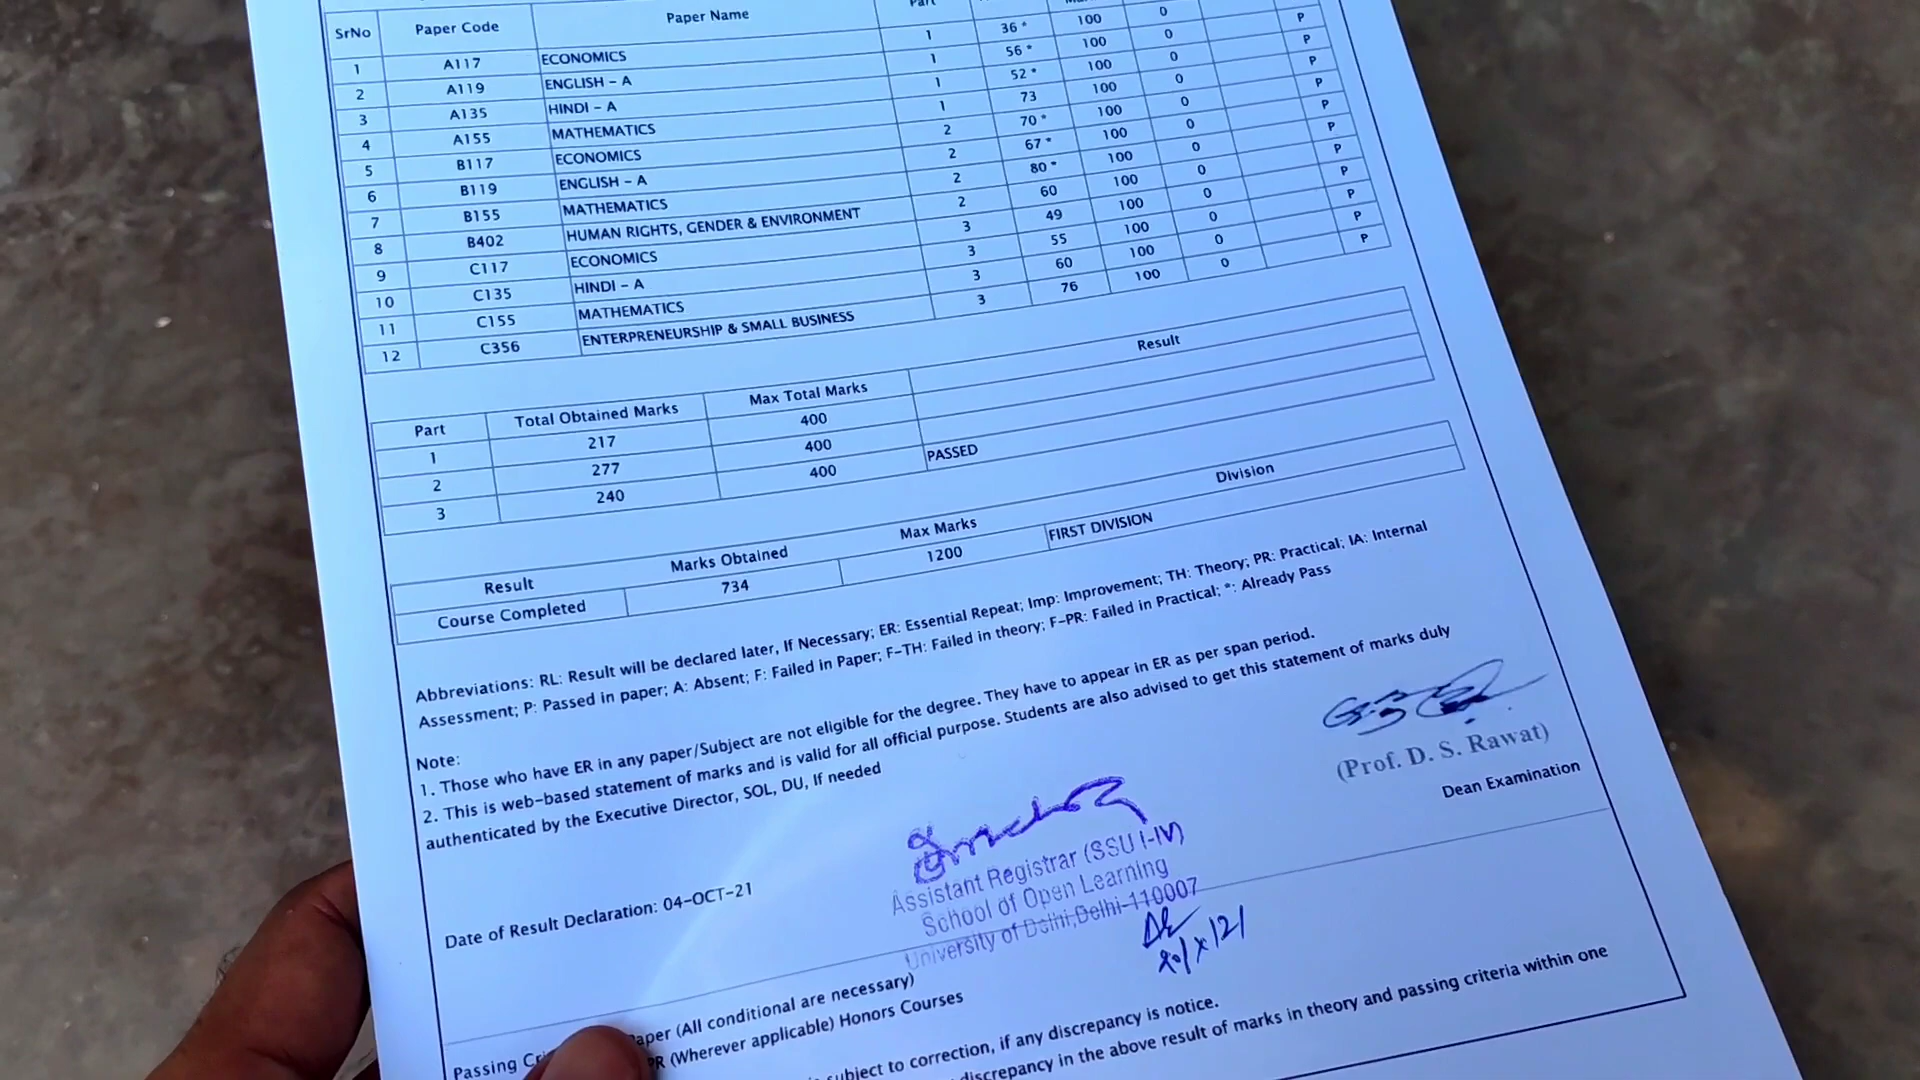 SrNo Paper Code Paper Name Part
1 A117 ECONOMICS 1 36 * 100 0 P
2 A119 ENGLISH - A 1 56 * 100 0 P
3 A135 HINDI - A 1 52 * 100 0 P
4 A155 MATHEMATICS 1 73 100 0 P
5 B117 ECONOMICS 2 70 * 100 0 P
6 B119 ENGLISH - A 2 67 * 100 0 P
7 B155 MATHEMATICS 2 80 * 100 0 P
8 B402 HUMAN RIGHTS, GENDER & ENVIRONMENT 2 60 100 0 P
9 C117 ECONOMICS 3 49 100 0 P
10 C135 HINDI - A 3 55 100 0 P
11 C155 MATHEMATICS 3 60 100 0 P
12 C356 ENTERPRENEURSHIP & SMALL BUSINESS 3 76 100 0 P
Part Total Obtained Marks Max Total Marks Result
1 217 400
2 277 400
3 240 400 PASSED
Result Marks Obtained Max Marks Division
Course Completed 734 1200 FIRST DIVISION
Abbreviations: RL: Result will be declared later, If Necessary; ER: Essential Repeat; Imp: Improvement; TH: Theory; PR: Practical; IA: Internal
Assessment; P: Passed in paper; A: Absent; F: Failed in Paper; F-TH: Failed in theory; F-PR: Failed in Practical; *: Already Pass
Note:
1. Those who have ER in any paper/Subject are not eligible for the degree. They have to appear in ER as per span period.
2. This is web-based statement of marks and is valid for all official purpose. Students are also advised to get this statement of marks duly
authenticated by the Executive Director, SOL, DU, If needed
(Prof. D. S. Rawat)
Dean Examination
Assistant Registrar (SSU I-IV)
School of Open Learning
University of Delhi, Delhi-110007
Date of Result Declaration: 04-OCT-21
Passing Paper (All conditional are necessary)
PR (Wherever applicable) Honors Courses
subject to correction, if any discrepancy is notice.
discrepancy in the above result of marks in theory and passing criteria within one